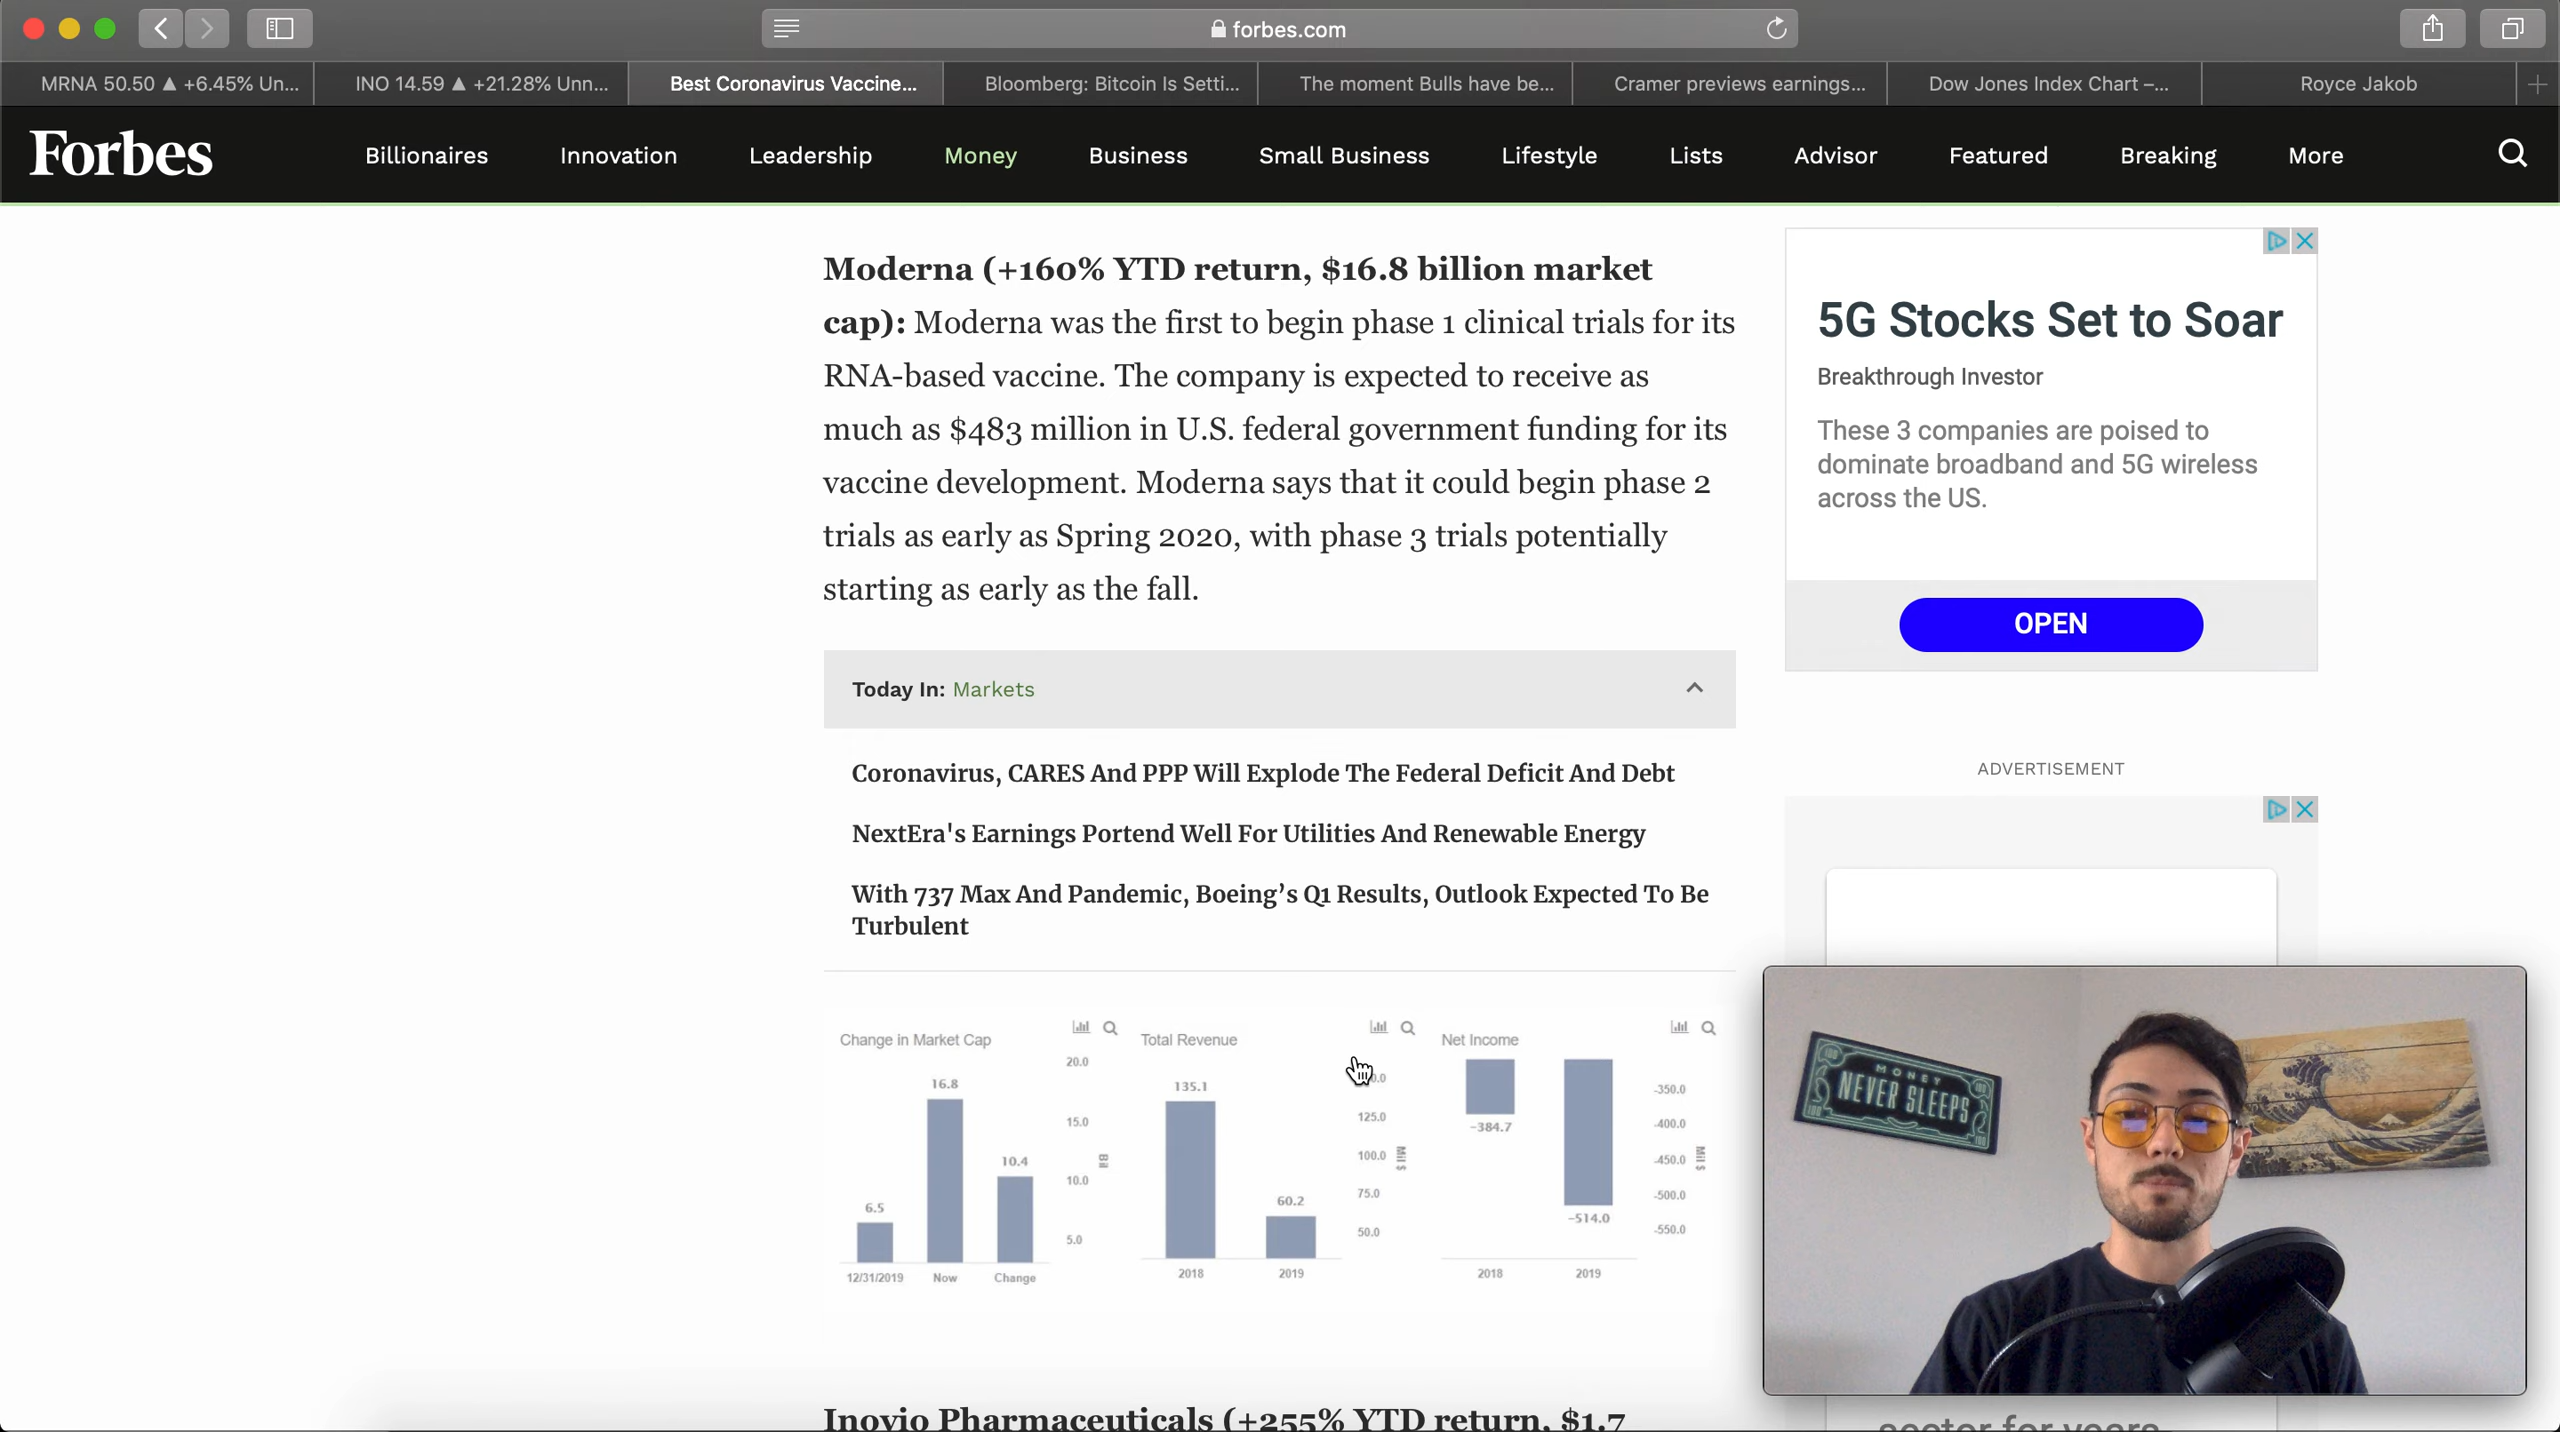 forbes.com
MRNA 50.50 ▲ +6.45% Un...
INO 14.59 ▲ +21.28% Unn...
Best Coronavirus Vaccine...
Bloomberg: Bitcoin Is Setti...
The moment Bulls have be...
Cramer previews earnings...
Dow Jones Index Chart –...
Royce Jakob
Forbes
Billionaires
Innovation
Leadership
Money
Business
Small Business
Lifestyle
Lists
Advisor
Featured
Breaking
More
Moderna (+160% YTD return, $16.8 billion market
cap): Moderna was the first to begin phase 1 clinical trials for its
RNA-based vaccine. The company is expected to receive as
much as $483 million in U.S. federal government funding for its
vaccine development. Moderna says that it could begin phase 2
trials as early as Spring 2020, with phase 3 trials potentially
starting as early as the fall.
Today In: Markets
Coronavirus, CARES And PPP Will Explode The Federal Deficit And Debt
NextEra's Earnings Portend Well For Utilities And Renewable Energy
With 737 Max And Pandemic, Boeing’s Q1 Results, Outlook Expected To Be
Turbulent
Change in Market Cap
20.0
16.8
15.0
10.4
Bil
10.0
6.5
5.0
12/31/2019
Now
Change
Total Revenue
135.1
125.0
100.0
Mil $
75.0
60.2
50.0
2018
2019
Net Income
-350.0
-384.7
-400.0
-450.0
Mil $
-500.0
-514.0
-550.0
2018
2019
Inovio Pharmaceuticals (+255% YTD return, $1.7
5G Stocks Set to Soar
Breakthrough Investor
These 3 companies are poised to
dominate broadband and 5G wireless
across the US.
OPEN
ADVERTISEMENT
MONEY
NEVER SLEEPS
100
100
100
100
sector for years